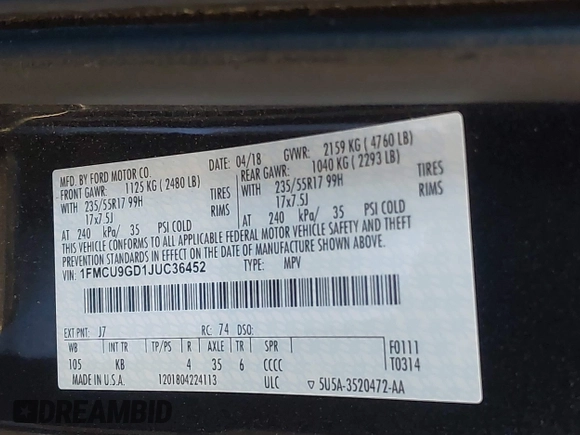 MFD. BY FORD MOTOR CO.
DATE: 04/18 GVWR: 2159 KG ( 4760 LB)
FRONT GAWR: 1125 KG ( 2480 LB) REAR GAWR: 1040 KG ( 2293 LB)
WITH 235/55R17 99H TIRES WITH 235/55R17 99H TIRES
17x7.5J RIMS 17x7.5J RIMS
AT 240 kPa/ 35 PSI COLD AT 240 kPa/ 35 PSI COLD
THIS VEHICLE CONFORMS TO ALL APPLICABLE FEDERAL MOTOR VEHICLE SAFETY AND THEFT
PREVENTION STANDARDS IN EFFECT ON THE DATE OF MANUFACTURE SHOWN ABOVE.
VIN: 1FMCU9GD1JUC36452 TYPE: MPV
EXT PNT: J7 RC: 74 DSO:
WB INT TR TP/PS R AXLE TR SPR F0111
105 KB 4 35 6 CCCC T0314
MADE IN U.S.A. 1201804224113 ULC ▽ 5U5A-3520472-AA
DREAMBID